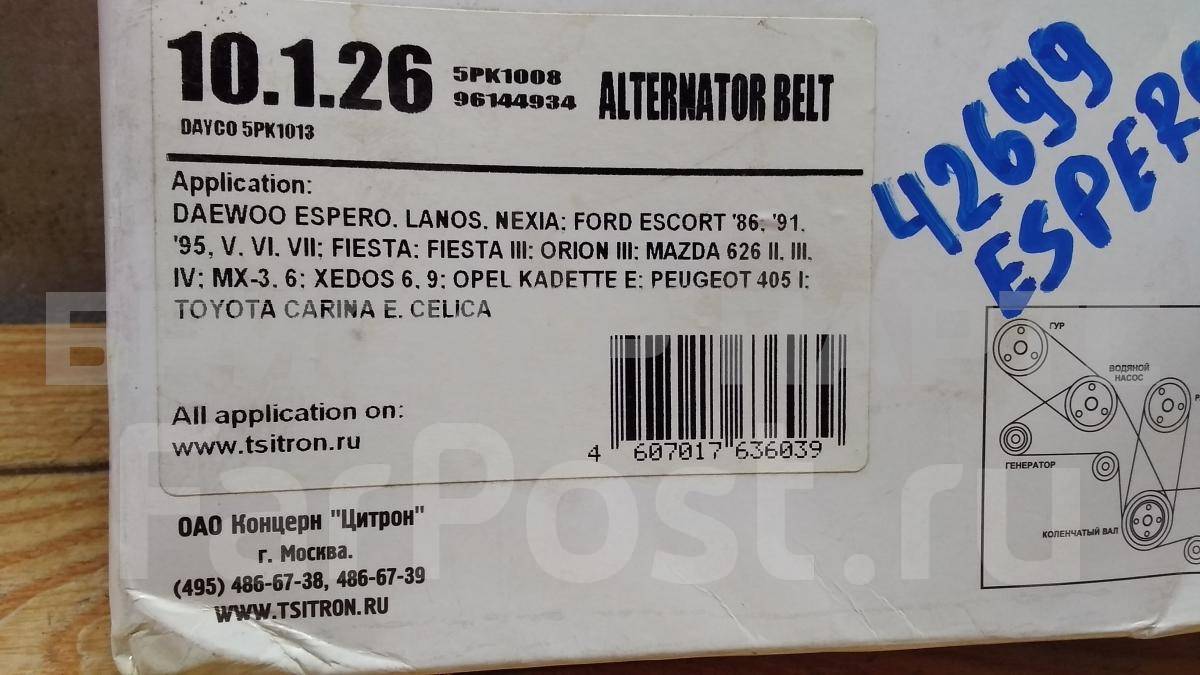 10.1.26
5PK1008
96144934
ALTERNATOR BELT
DAYCO 5PK1013
Application:
DAEWOO ESPERO. LANOS. NEXIA; FORD ESCORT '86; '91.
'95, V. VI. VII; FIESTA; FIESTA III; ORION III; MAZDA 626 II. III.
IV; MX-3. 6; XEDOS 6, 9; OPEL KADETTE E; PEUGEOT 405 I;
TOYOTA CARINA E. CELICA
All application on:
www.tsitron.ru
4 607017 636039
ОАО Концерн "Цитрон"
г. Москва.
(495) 486-67-38, 486-67-39
WWW.TSITRON.RU
42699
ESPERO
ГУР
ВОДЯНОЙ
НАСОС
ГЕНЕРАТОР
КОЛЕНЧАТЫЙ ВАЛ
FarPost.ru